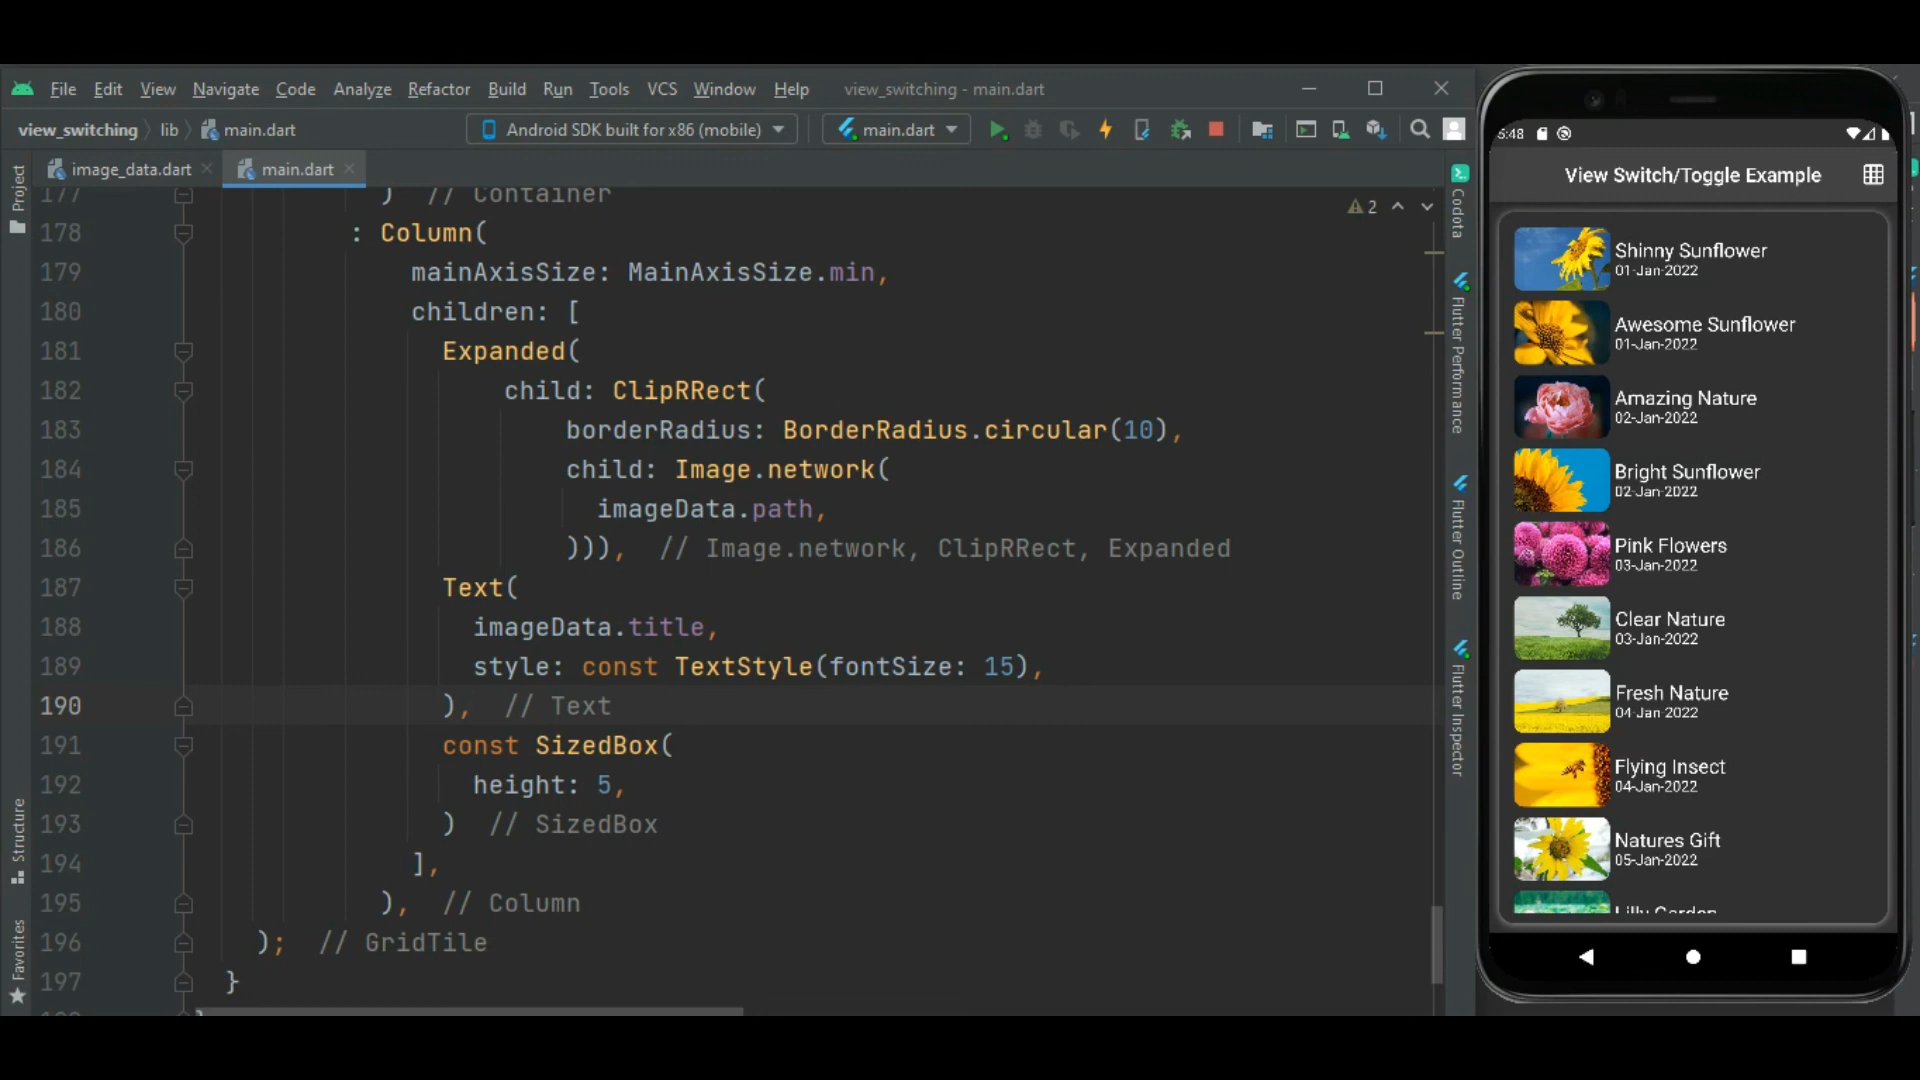 File Edit View Navigate Code Analyze Refactor Build Run Tools VCS Window Help view_switching - main.dart
view_switching lib main.dart Android SDK built for x86 (mobile) main.dart
image_data.dart main.dart
Project
Structure
Favorites
2
177 ) // Container
178 : Column(
179 mainAxisSize: MainAxisSize.min,
180 children: [
181 Expanded(
182 child: ClipRRect(
183 borderRadius: BorderRadius.circular(10),
184 child: Image.network(
185 imageData.path,
186 ))), // Image.network, ClipRRect, Expanded
187 Text(
188 imageData.title,
189 style: const TextStyle(fontSize: 15),
190 ), // Text
191 const SizedBox(
192 height: 5,
193 ) // SizedBox
194 ],
195 ), // Column
196 ); // GridTile
197 }
Codota
Flutter Performance
Flutter Outline
Flutter Inspector
5:48
View Switch/Toggle Example
Shinny Sunflower
01-Jan-2022
Awesome Sunflower
01-Jan-2022
Amazing Nature
02-Jan-2022
Bright Sunflower
02-Jan-2022
Pink Flowers
03-Jan-2022
Clear Nature
03-Jan-2022
Fresh Nature
04-Jan-2022
Flying Insect
04-Jan-2022
Natures Gift
05-Jan-2022
Lilly Garden